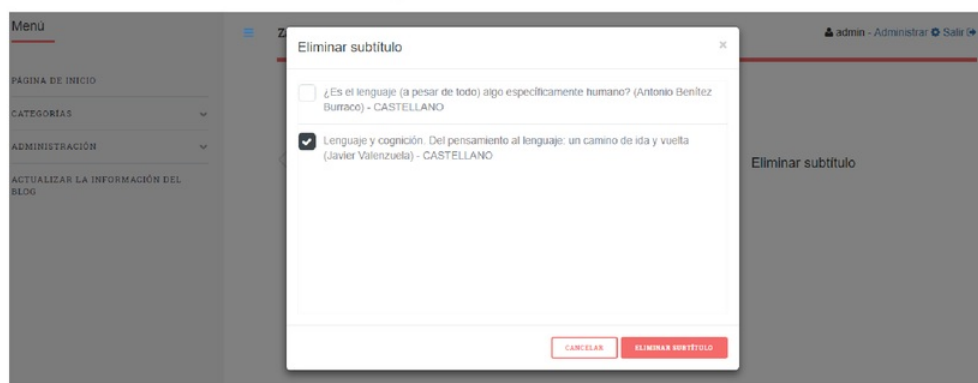 Menú
PÁGINA DE INICIO
CATEGORÍAS
ADMINISTRACIÓN
ACTUALIZAR LA INFORMACIÓN DEL
BLOG
admin - Administrar Salir
Eliminar subtítulo
×
¿Es el lenguaje (a pesar de todo) algo específicamente humano? (Antonio Benítez
Burraco) - CASTELLANO
Lenguaje y cognición. Del pensamiento al lenguaje: un camino de ida y vuelta
(Javier Valenzuela) - CASTELLANO
CANCELAR
ELIMINAR SUBTÍTULO
Eliminar subtítulo